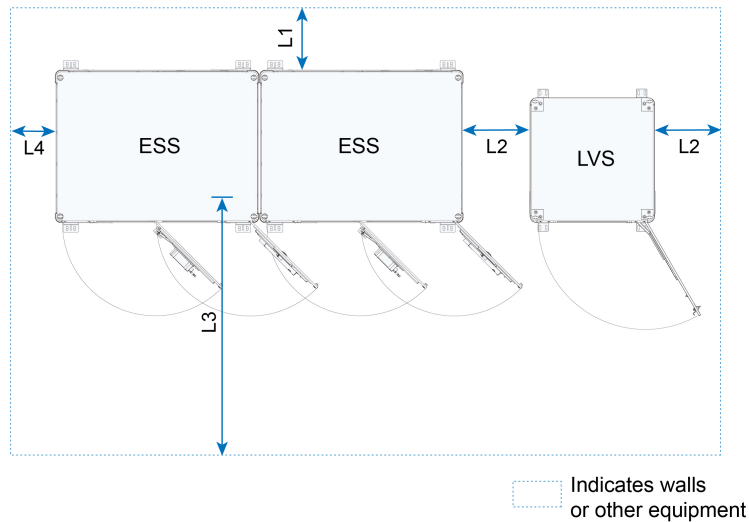 L1
L4
ESS
ESS
L2
LVS
L2
L3
Indicates walls
or other equipment